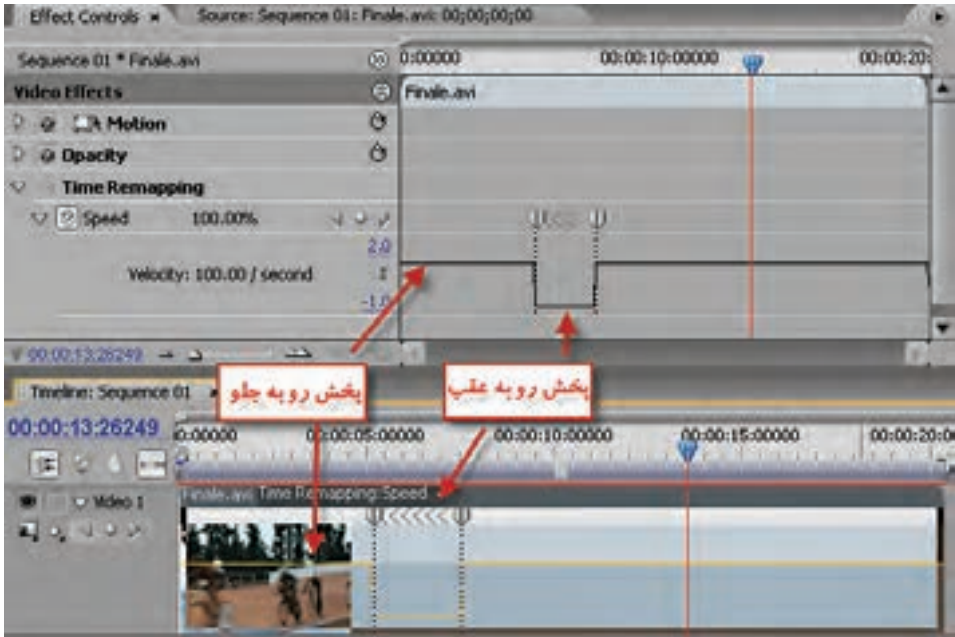 Effect Controls × Source: Sequence 01: Finale.avi: 00;00;00;00
Sequence 01 * Finale.avi
0:00000 00:00:10:00000 00:00:20:
Video Effects
Finale.avi
Motion
Opacity
Time Remapping
Speed 100.00%
2.0
Velocity: 100.00 / second
-1.0
00:00:13:26249
پخش رو به جلو
پخش رو به عقب
Timeline: Sequence 01
00:00:13:26249
0:00000 00:00:05:00000 00:00:10:00000 00:00:15:00000 00:00:20:0
Video 1
Finale.avi Time Remapping:Speed